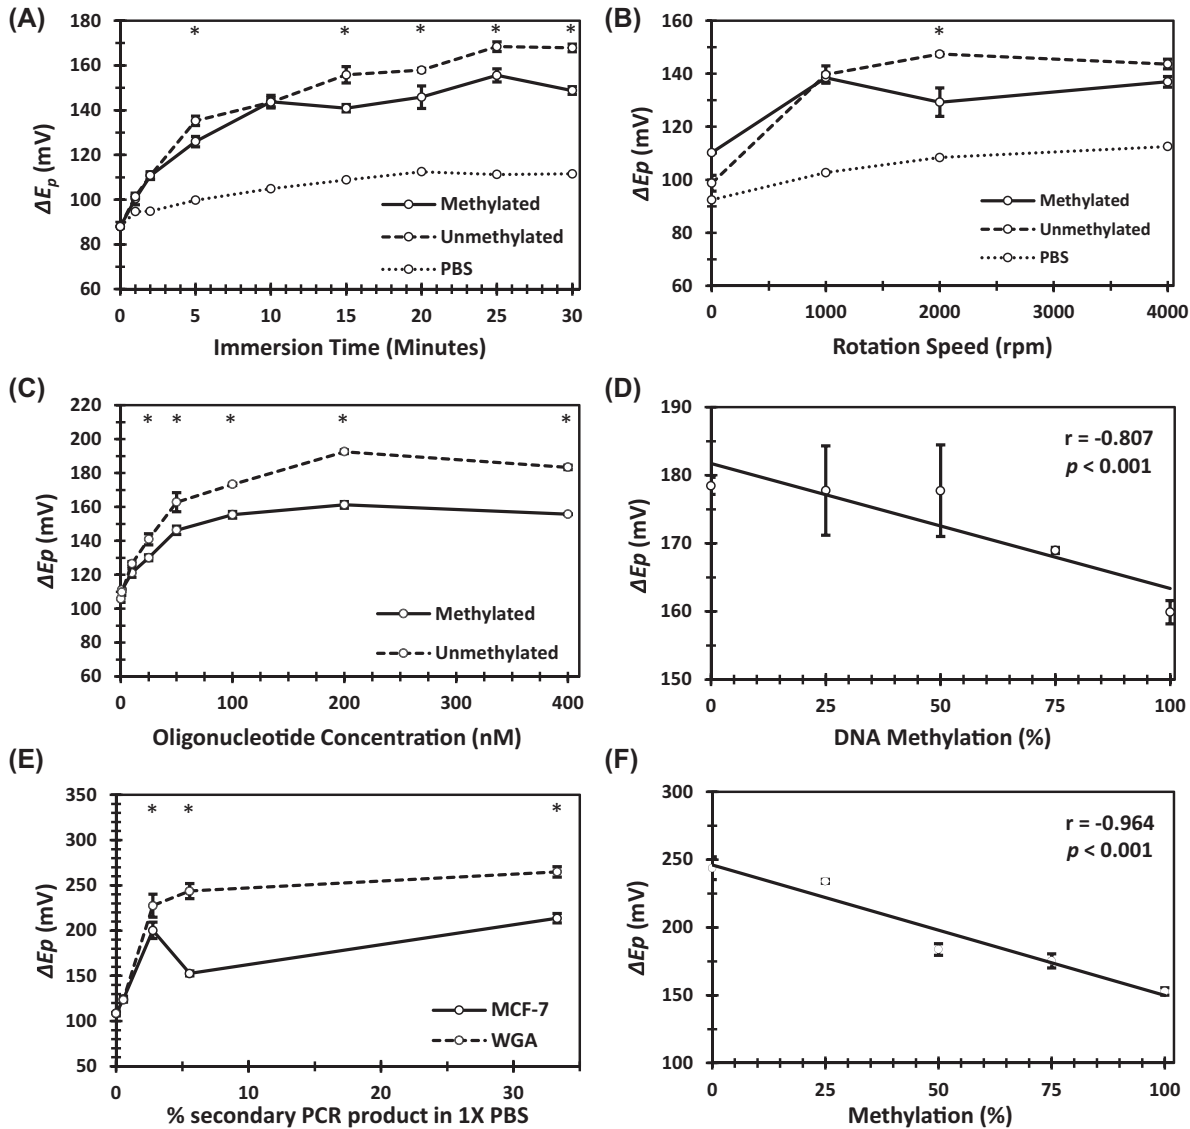 (A)
180
160
140
120
100
80
60
ΔEp (mV)
* * * * *
Methylated
Unmethylated
PBS
0 5 10 15 20 25 30
Immersion Time (Minutes)
(B)
160
140
120
100
80
60
ΔEp (mV)
*
Methylated
Unmethylated
PBS
0 1000 2000 3000 4000
Rotation Speed (rpm)
(C)
220
200
180
160
140
120
100
80
60
ΔEp (mV)
* * * * *
Methylated
Unmethylated
0 100 200 300 400
Oligonucleotide Concentration (nM)
(D)
190
180
170
160
150
ΔEp (mV)
r = -0.807
p < 0.001
0 25 50 75 100
DNA Methylation (%)
(E)
350
300
250
200
150
100
50
ΔEp (mV)
* * *
MCF-7
WGA
0 10 20 30
% secondary PCR product in 1X PBS
(F)
300
250
200
150
100
ΔEp (mV)
r = -0.964
p < 0.001
0 25 50 75 100
Methylation (%)